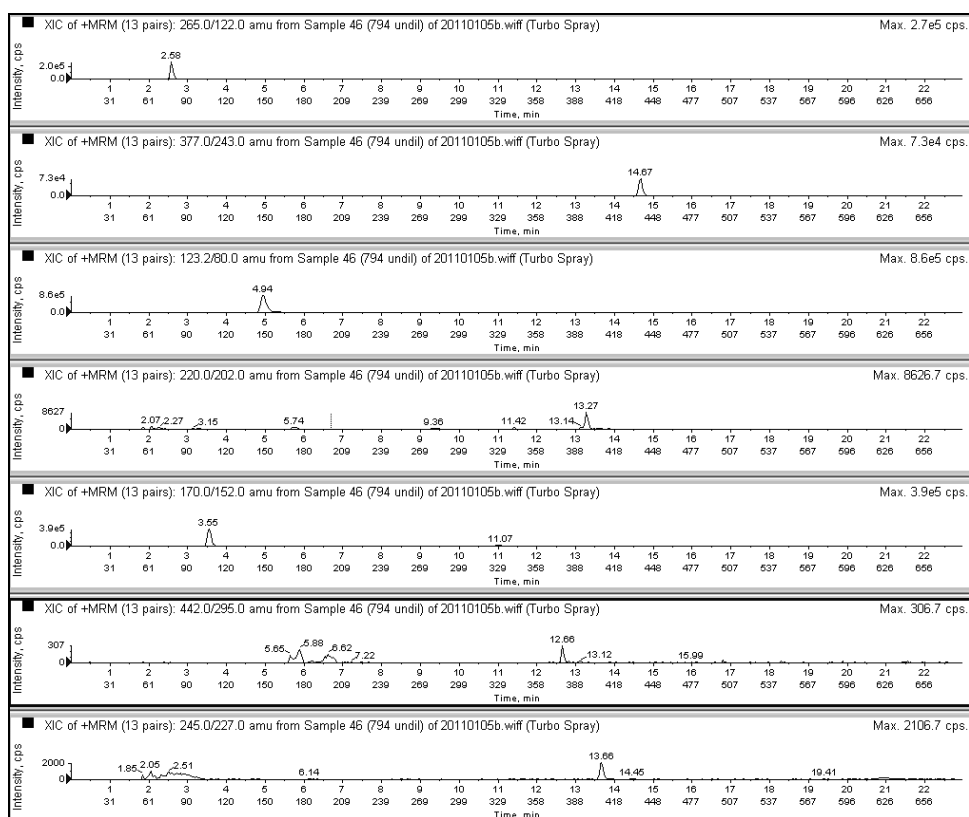 XIC of +MRM (13 pairs): 265.0/122.0 amu from Sample 46 (794 undil) of 20110105b.wiff (Turbo Spray) Max. 2.7e5 cps.
Intensity, cps
2.58
2.0e5
0.0
1 2 3 4 5 6 7 8 9 10 11 12 13 14 15 16 17 18 19 20 21 22
31 61 90 120 150 180 209 239 269 299 329 358 388 418 448 477 507 537 567 596 626 656
Time, min
XIC of +MRM (13 pairs): 377.0/243.0 amu from Sample 46 (794 undil) of 20110105b.wiff (Turbo Spray) Max. 7.3e4 cps.
Intensity, cps
14.67
7.3e4
0.0
1 2 3 4 5 6 7 8 9 10 11 12 13 14 15 16 17 18 19 20 21 22
31 61 90 120 150 180 209 239 269 299 329 358 388 418 448 477 507 537 567 596 626 656
Time, min
XIC of +MRM (13 pairs): 123.2/80.0 amu from Sample 46 (794 undil) of 20110105b.wiff (Turbo Spray) Max. 8.6e5 cps.
Intensity, cps
4.94
8.6e5
0.0
1 2 3 4 5 6 7 8 9 10 11 12 13 14 15 16 17 18 19 20 21 22
31 61 90 120 150 180 209 239 269 299 329 358 388 418 448 477 507 537 567 596 626 656
Time, min
XIC of +MRM (13 pairs): 220.0/202.0 amu from Sample 46 (794 undil) of 20110105b.wiff (Turbo Spray) Max. 8626.7 cps.
Intensity, cps
13.27
8627
2.07 2.27 3.15 5.74 9.36 11.42 13.14
0.0
1 2 3 4 5 6 7 8 9 10 11 12 13 14 15 16 17 18 19 20 21 22
31 61 90 120 150 180 209 239 269 299 329 358 388 418 448 477 507 537 567 596 626 656
Time, min
XIC of +MRM (13 pairs): 170.0/152.0 amu from Sample 46 (794 undil) of 20110105b.wiff (Turbo Spray) Max. 3.9e5 cps.
Intensity, cps
3.55
3.9e5
11.07
0.0
1 2 3 4 5 6 7 8 9 10 11 12 13 14 15 16 17 18 19 20 21 22
31 61 90 120 150 180 209 239 269 299 329 358 388 418 448 477 507 537 567 596 626 656
Time, min
XIC of +MRM (13 pairs): 442.0/295.0 amu from Sample 46 (794 undil) of 20110105b.wiff (Turbo Spray) Max. 306.7 cps.
Intensity, cps
12.66
307
5.65 5.88 6.62 7.22 13.12 15.99
0
1 2 3 4 5 6 7 8 9 10 11 12 13 14 15 16 17 18 19 20 21 22
31 61 90 120 150 180 209 239 269 299 329 358 388 418 448 477 507 537 567 596 626 656
Time, min
XIC of +MRM (13 pairs): 245.0/227.0 amu from Sample 46 (794 undil) of 20110105b.wiff (Turbo Spray) Max. 2106.7 cps.
Intensity, cps
13.66
2000
1.85 2.05 2.51 6.14 14.45 19.41
0
1 2 3 4 5 6 7 8 9 10 11 12 13 14 15 16 17 18 19 20 21 22
31 61 90 120 150 180 209 239 269 299 329 358 388 418 448 477 507 537 567 596 626 656
Time, min